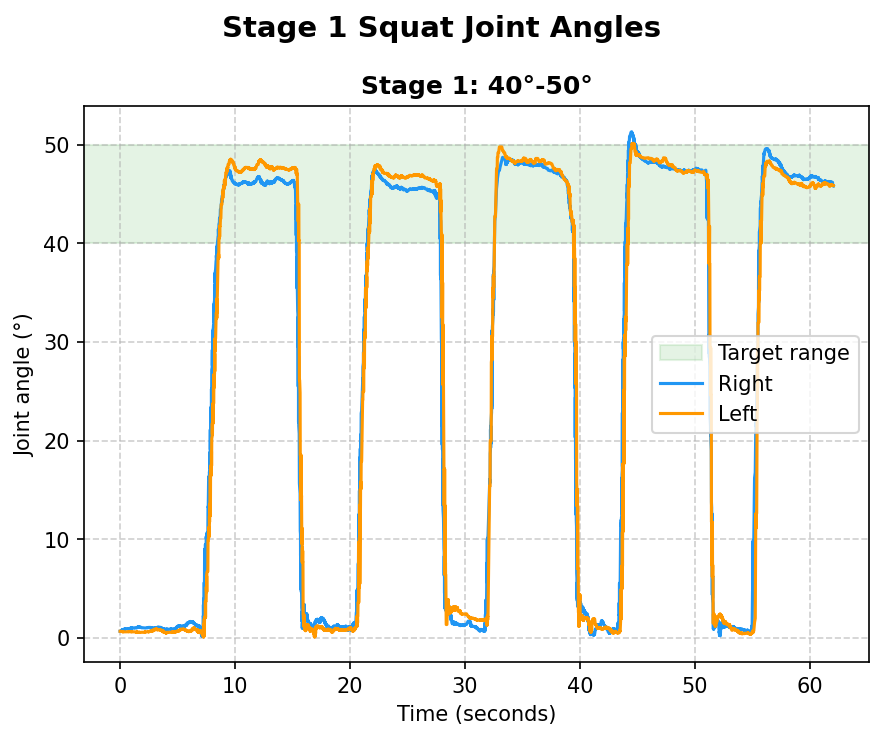 Stage 1 Squat Joint Angles
Stage 1: 40°-50°
50
40
30
20
10
0
Joint angle (°)
Target range
Right
Left
0 10 20 30 40 50 60
Time (seconds)